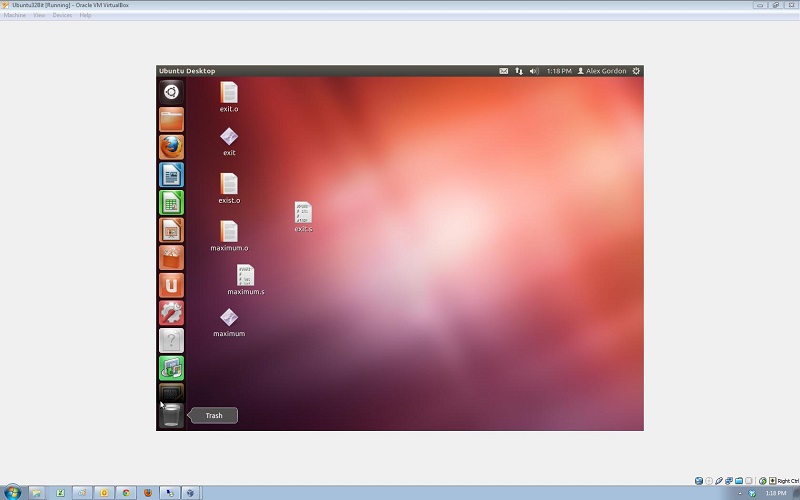 Ubuntu32Bit [Running] - Oracle VM VirtualBox
Machine View Devices Help
Ubuntu Desktop 1:18 PM Alex Gordon
exit.o
exit
exist.o
exit.s
maximum.o
maximum.s
maximum
Trash
Right Ctrl
1:18 PM